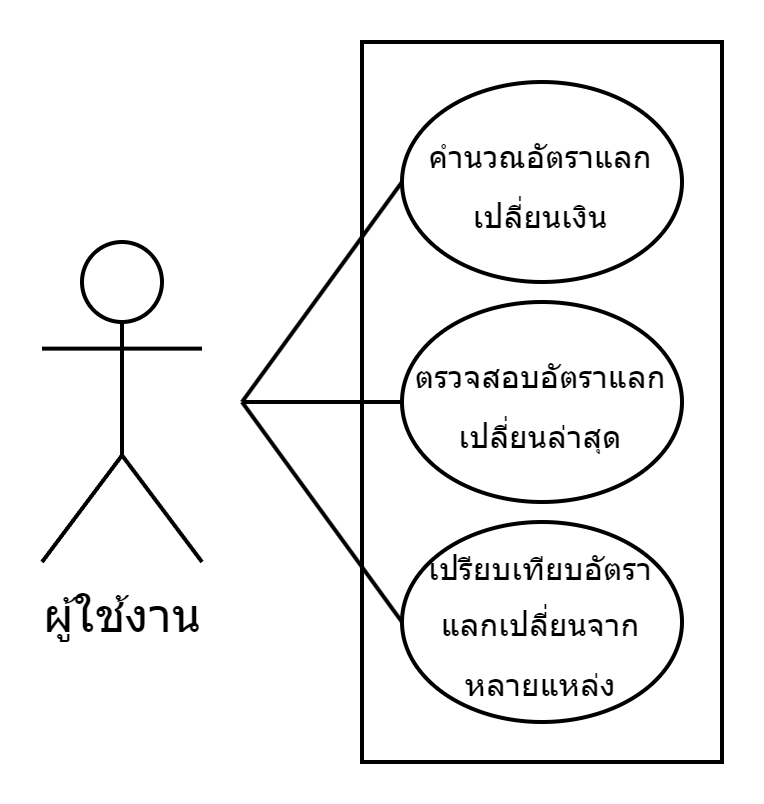 คำนวณอัตราแลก
เปลี่ยนเงิน
ตรวจสอบอัตราแลก
เปลี่ยนล่าสุด
เปรียบเทียบอัตรา
แลกเปลี่ยนจาก
หลายแหล่ง
ผู้ใช้งาน